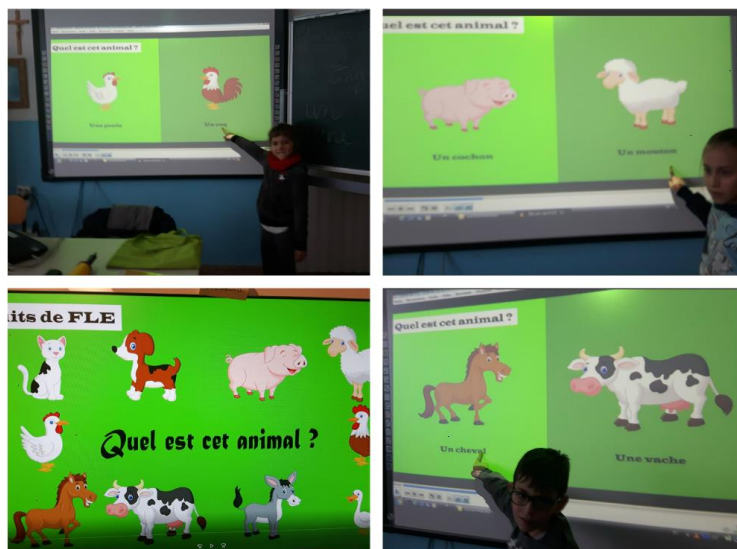 Quel est cet animal ?
Une poule
Un coq
uel est cet animal ?
Un cochon
Un mouton
its de FLE
Quel est cet animal ?
Quel est cet animal ?
Un cheval
Une vache